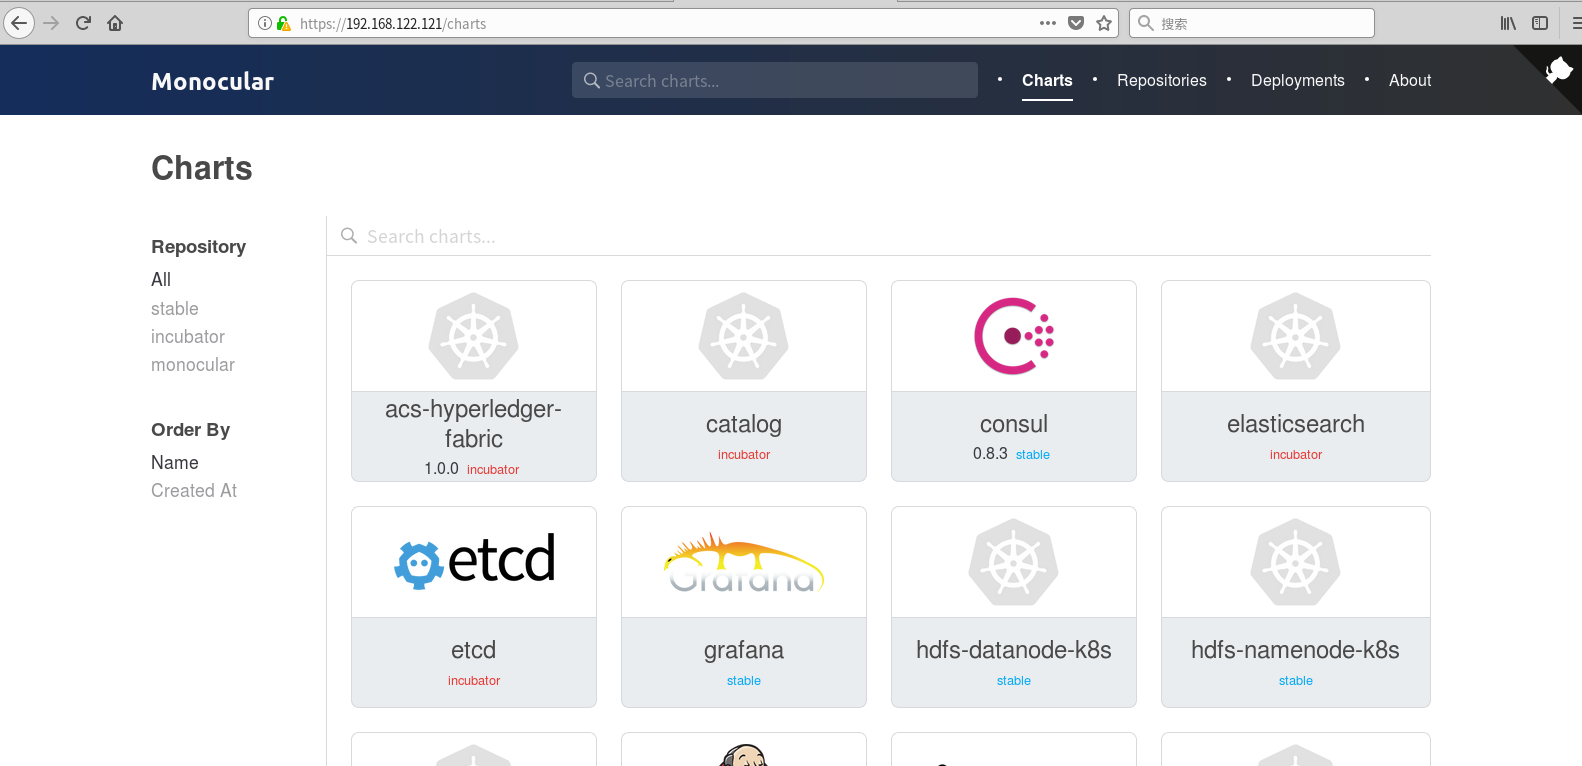 https://192.168.122.121/charts
搜索
Monocular
Search charts...
Charts
Repositories
Deployments
About
Charts
Repository
All
stable
incubator
monocular
Order By
Name
Created At
Search charts...
acs-hyperledger-
fabric
1.0.0 incubator
catalog
incubator
consul
0.8.3 stable
elasticsearch
incubator
etcd
etcd
incubator
Grafana
grafana
stable
hdfs-datanode-k8s
stable
hdfs-namenode-k8s
stable